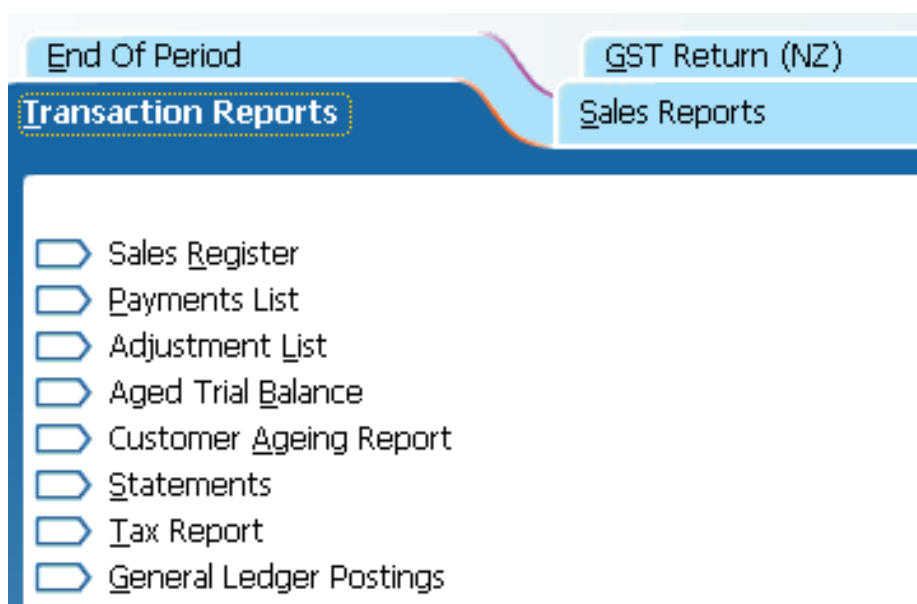 End Of Period
GST Return (NZ)
Transaction Reports
Sales Reports
Sales Register
Payments List
Adjustment List
Aged Trial Balance
Customer Ageing Report
Statements
Tax Report
General Ledger Postings